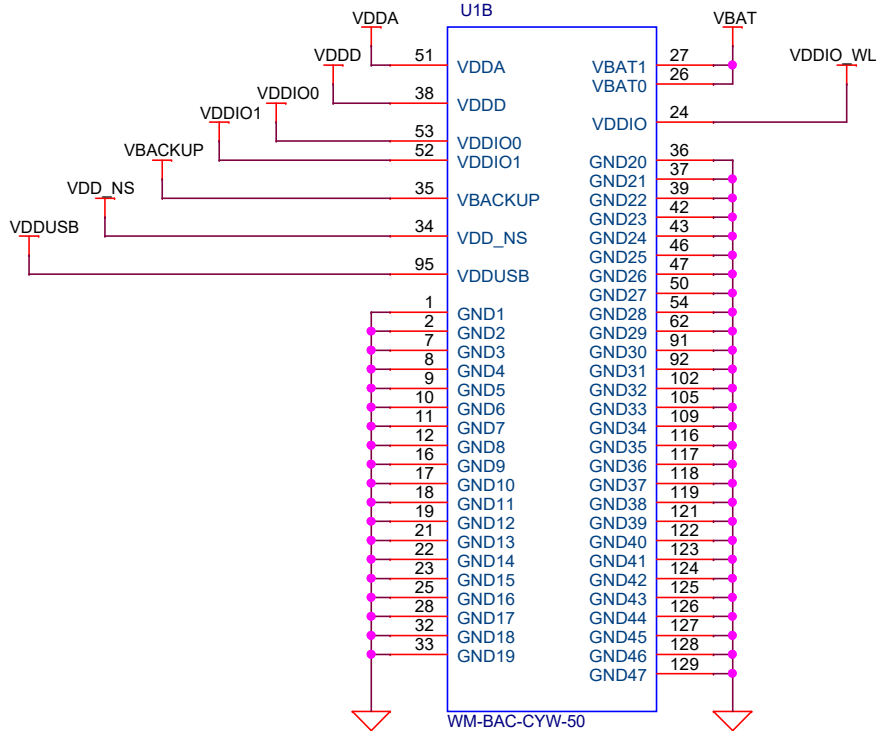 U1B
VDDA
VBAT
VDDD
VDDIO_WL
VDDIO0
VDDIO1
VBACKUP
VDD_NS
VDDUSB
51 VDDA
38 VDDD
53 VDDIO0
52 VDDIO1
35 VBACKUP
34 VDD_NS
95 VDDUSB
1 GND1
2 GND2
7 GND3
8 GND4
9 GND5
10 GND6
11 GND7
12 GND8
16 GND9
17 GND10
18 GND11
19 GND12
21 GND13
22 GND14
23 GND15
25 GND16
28 GND17
32 GND18
33 GND19
VBAT1 27
VBAT0 26
VDDIO 24
GND20 36
GND21 37
GND22 39
GND23 42
GND24 43
GND25 46
GND26 47
GND27 50
GND28 54
GND29 62
GND30 91
GND31 92
GND32 102
GND33 105
GND34 109
GND35 116
GND36 117
GND37 118
GND38 119
GND39 121
GND40 122
GND41 123
GND42 124
GND43 125
GND44 126
GND45 127
GND46 128
GND47 129
WM-BAC-CYW-50